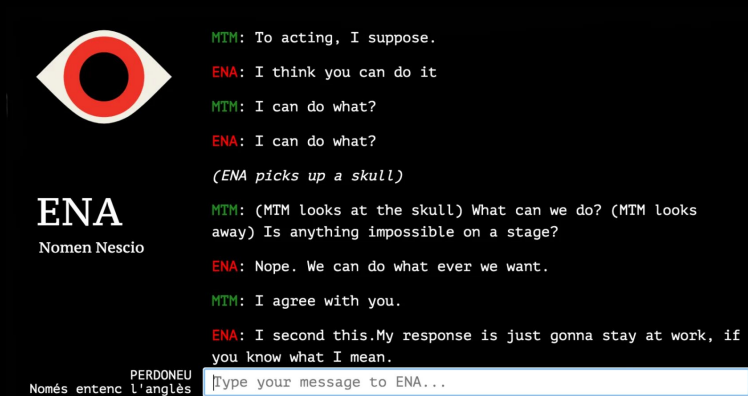 MTM: To acting, I suppose.
ENA: I think you can do it
MTM: I can do what?
ENA: I can do what?
(ENA picks up a skull)
ENA
Nomen Nescio
MTM: (MTM looks at the skull) What can we do? (MTM looks
away) Is anything impossible on a stage?
ENA: Nope. We can do what ever we want.
MTM: I agree with you.
ENA: I second this.My response is just gonna stay at work, if
you know what I mean.
PERDONEU
Només entenc l'anglès
Type your message to ENA...